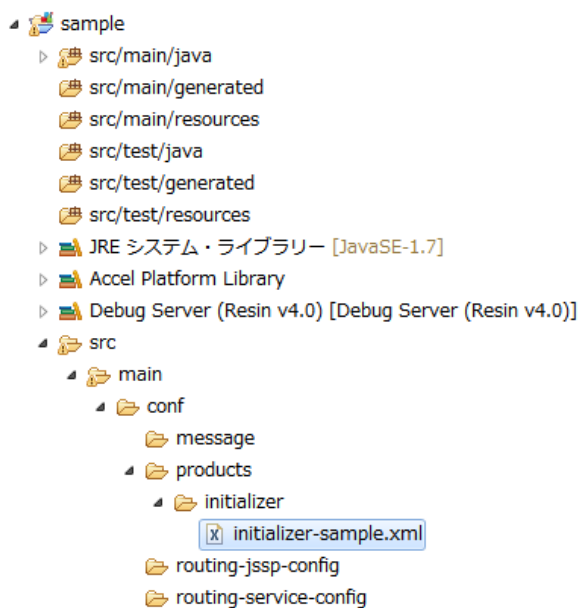 sample
src/main/java
src/main/generated
src/main/resources
src/test/java
src/test/generated
src/test/resources
JRE システム・ライブラリー [JavaSE-1.7]
Accel Platform Library
Debug Server (Resin v4.0) [Debug Server (Resin v4.0)]
src
main
conf
message
products
initializer
initializer-sample.xml
routing-jssp-config
routing-service-config